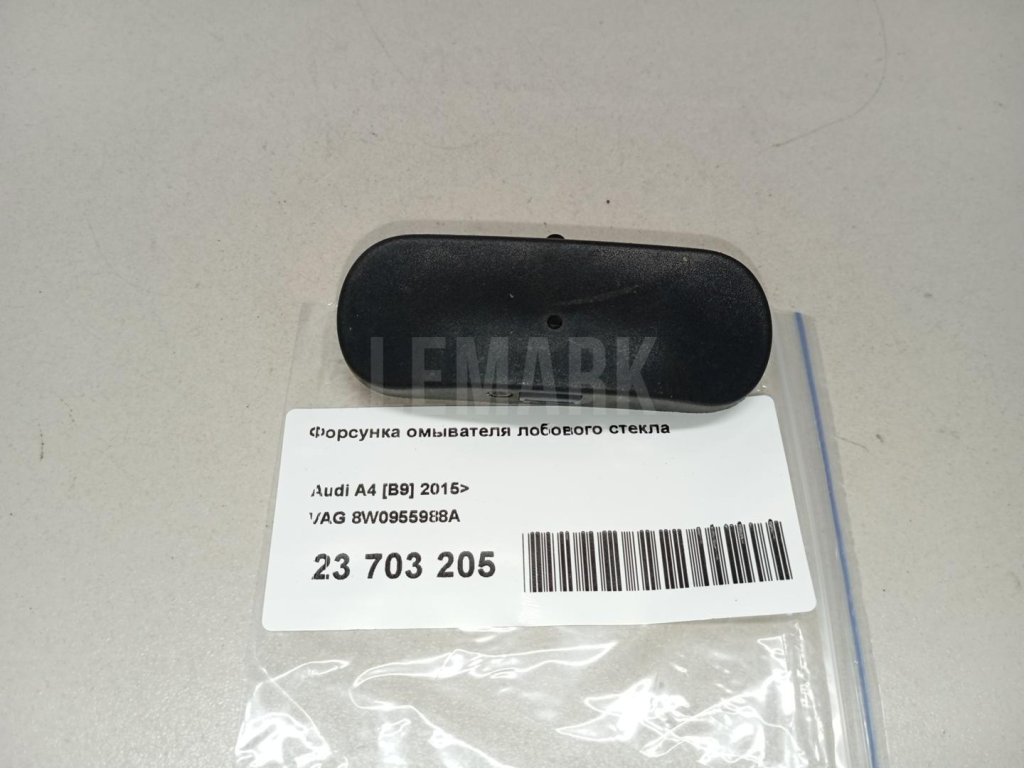 LEMARK
Форсунка омывателя лобового стекла
Audi A4 [B9] 2015>
VAG 8W0955988A
23 703 205